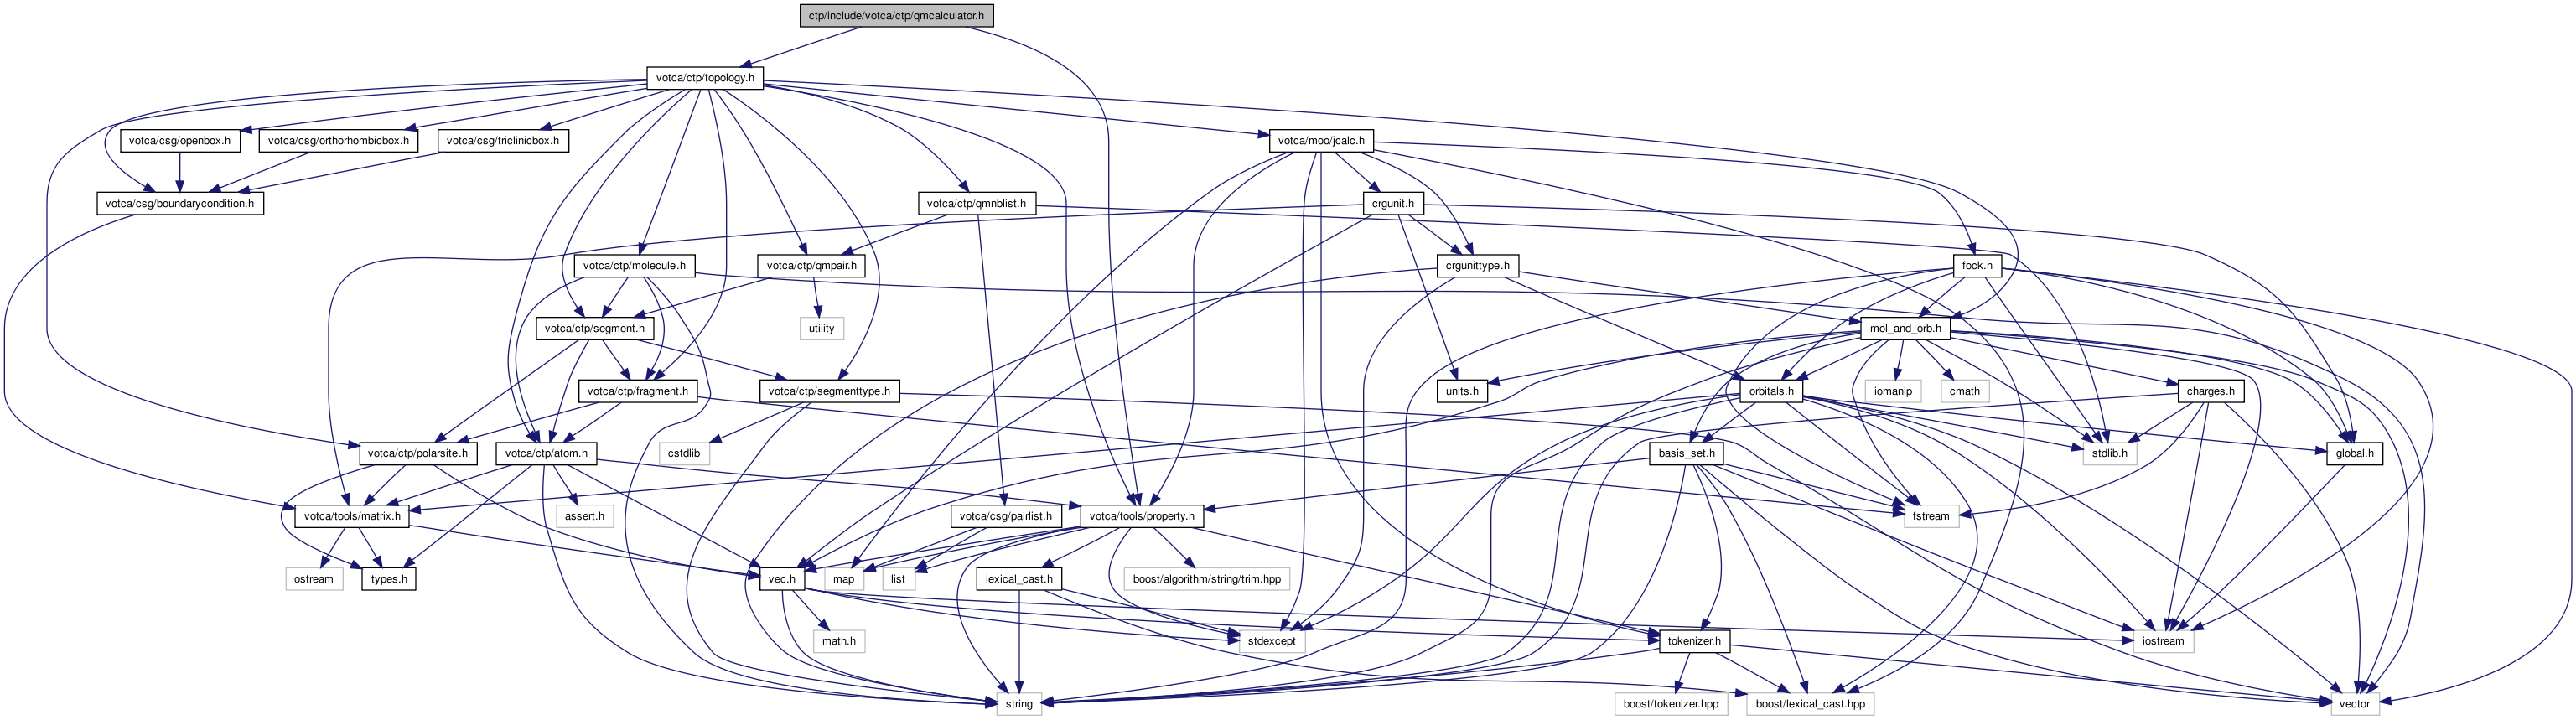 ctp/include/votca/ctp/qmcalculator.h
votca/ctp/topology.h
votca/csg/openbox.h
votca/csg/orthorhombicbox.h
votca/csg/triclinicbox.h
votca/moo/jcalc.h
votca/csg/boundarycondition.h
votca/ctp/qmnblist.h
crgunit.h
votca/ctp/molecule.h
votca/ctp/qmpair.h
crgunittype.h
fock.h
votca/ctp/segment.h
utility
mol_and_orb.h
votca/ctp/fragment.h
votca/ctp/segmenttype.h
units.h
orbitals.h
iomanip
cmath
charges.h
votca/ctp/polarsite.h
votca/ctp/atom.h
cstdlib
basis_set.h
stdlib.h
global.h
votca/tools/matrix.h
assert.h
votca/csg/pairlist.h
votca/tools/property.h
fstream
ostream
types.h
vec.h
map
list
lexical_cast.h
boost/algorithm/string/trim.hpp
math.h
stdexcept
tokenizer.h
iostream
string
boost/tokenizer.hpp
boost/lexical_cast.hpp
vector